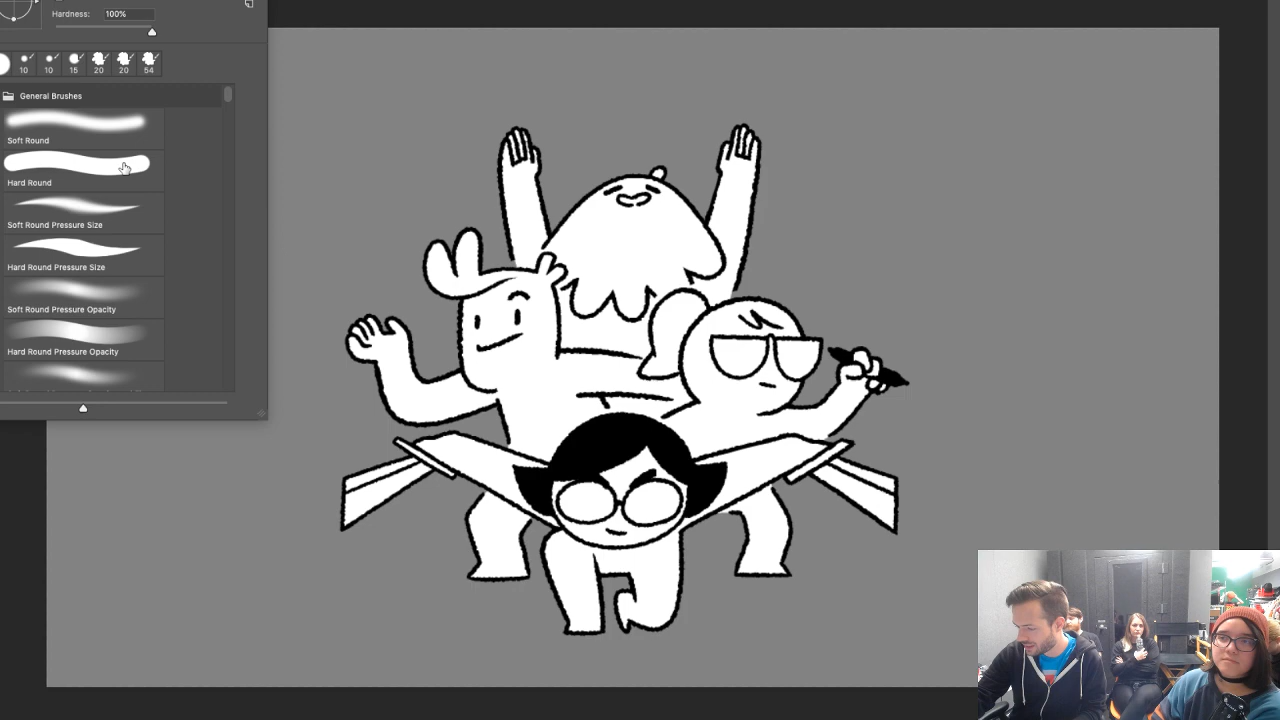 Hardness: 100%
10 10 15 20 20 54
General Brushes
Soft Round
Hard Round
Soft Round Pressure Size
Hard Round Pressure Size
Soft Round Pressure Opacity
Hard Round Pressure Opacity